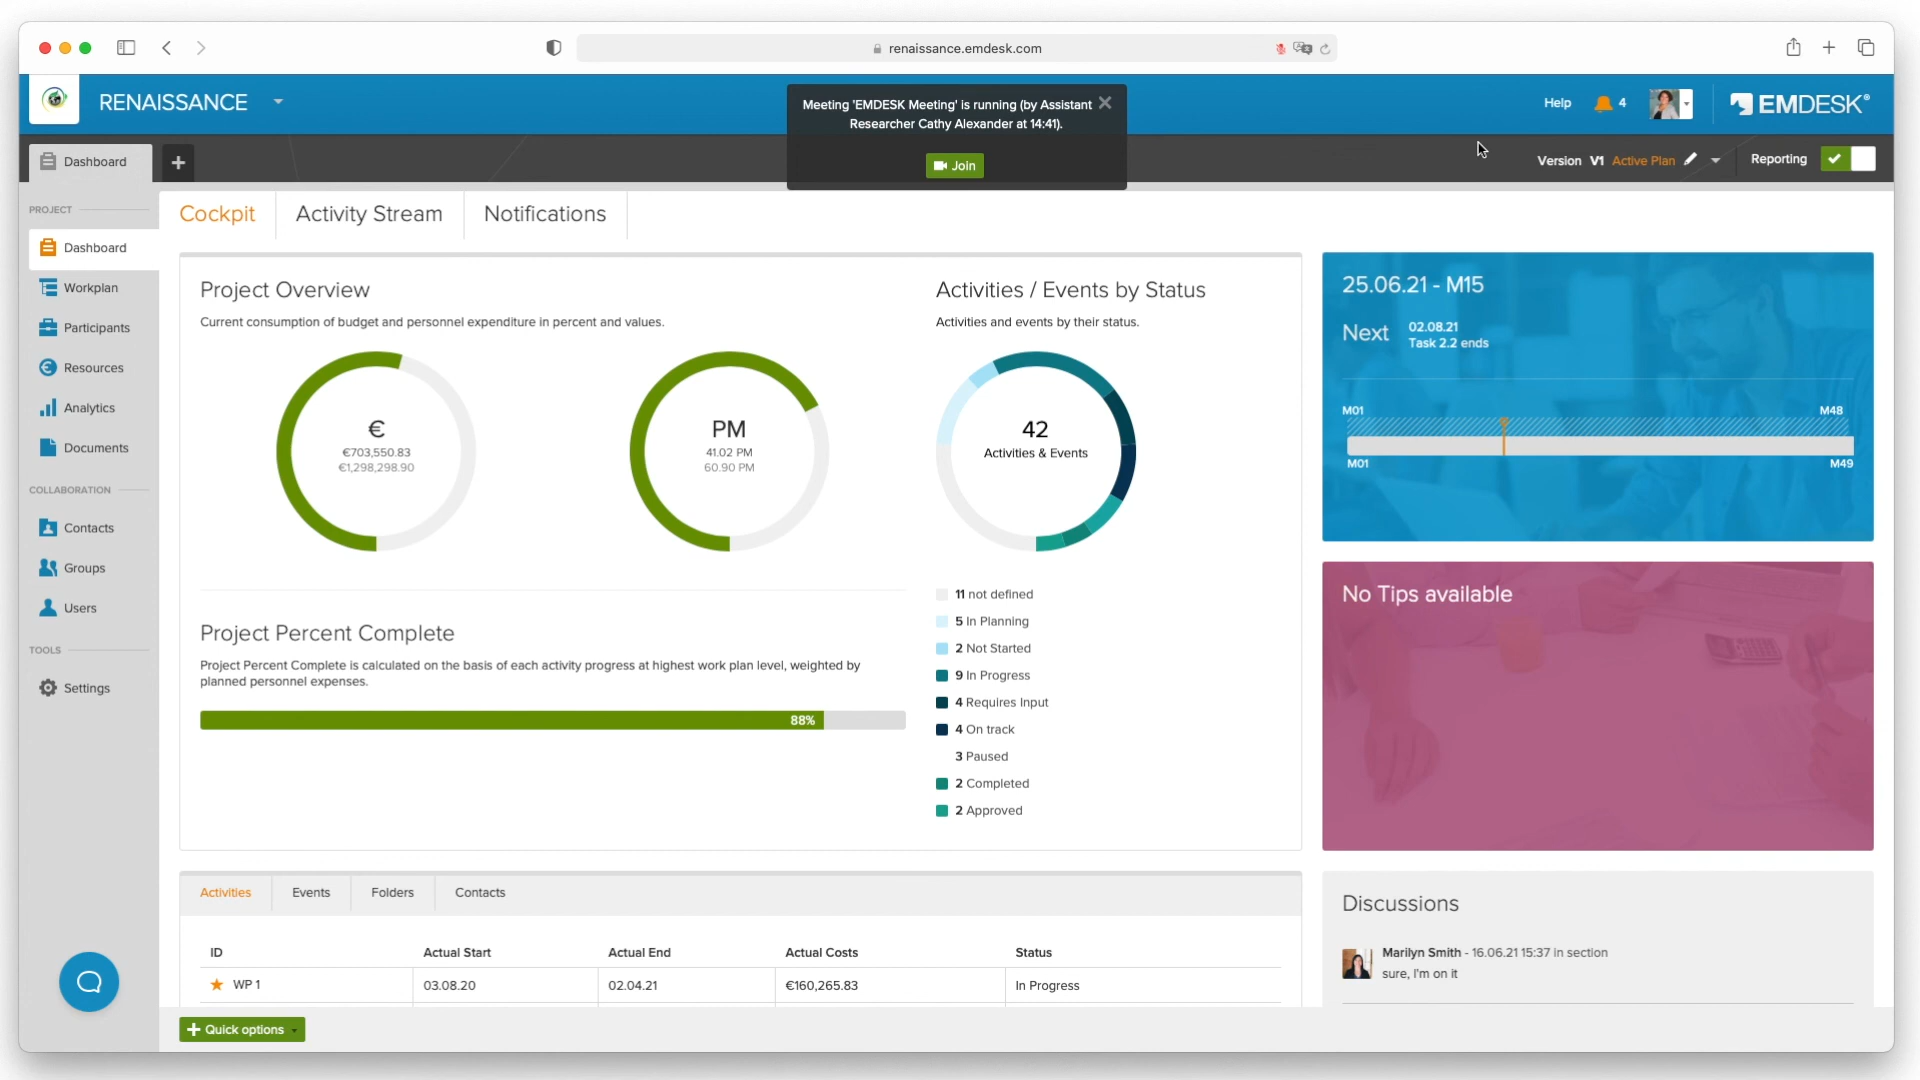 renaissance.emdesk.com
RENAISSANCE
Meeting 'EMDESK Meeting' is running (by Assistant
Researcher Cathy Alexander at 14:41).
Join
Help
4
EMDESK®
Dashboard
Version V1 Active Plan
Reporting
PROJECT
Dashboard
Workplan
Participants
Resources
Analytics
Documents
COLLABORATION
Contacts
Groups
Users
TOOLS
Settings
Cockpit
Activity Stream
Notifications
Project Overview
Current consumption of budget and personnel expenditure in percent and values.
€
€703,550.83
€1,298,298.90
PM
41.02 PM
60.90 PM
Activities / Events by Status
Activities and events by their status.
42
Activities & Events
11 not defined
5 In Planning
2 Not Started
9 In Progress
4 Requires Input
4 On track
3 Paused
2 Completed
2 Approved
Project Percent Complete
Project Percent Complete is calculated on the basis of each activity progress at highest work plan level, weighted by
planned personnel expenses.
88%
25.06.21 - M15
Next
02.08.21
Task 2.2 ends
M01
M48
M01
M49
No Tips available
Activities
Events
Folders
Contacts
ID
Actual Start
Actual End
Actual Costs
Status
WP 1
03.08.20
02.04.21
€160,265.83
In Progress
Discussions
Marilyn Smith - 16.06.21 15:37 in section
sure, I'm on it
Quick options